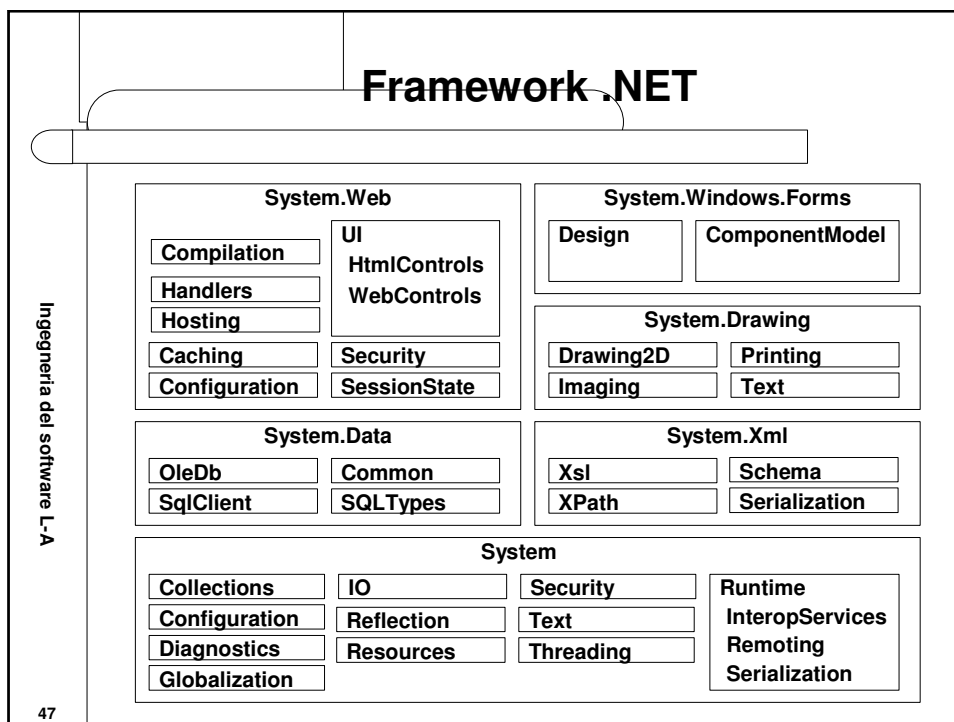 Framework .NET
System.Web
Compilation
Handlers
Hosting
Caching
Configuration
UI
HtmlControls
WebControls
Security
SessionState
System.Windows.Forms
Design
ComponentModel
System.Drawing
Drawing2D
Printing
Imaging
Text
System.Data
OleDb
Common
SqlClient
SQLTypes
System.Xml
Xsl
Schema
XPath
Serialization
System
Collections
Configuration
Diagnostics
Globalization
IO
Reflection
Resources
Security
Text
Threading
Runtime
InteropServices
Remoting
Serialization
Ingegneria del software L-A
47